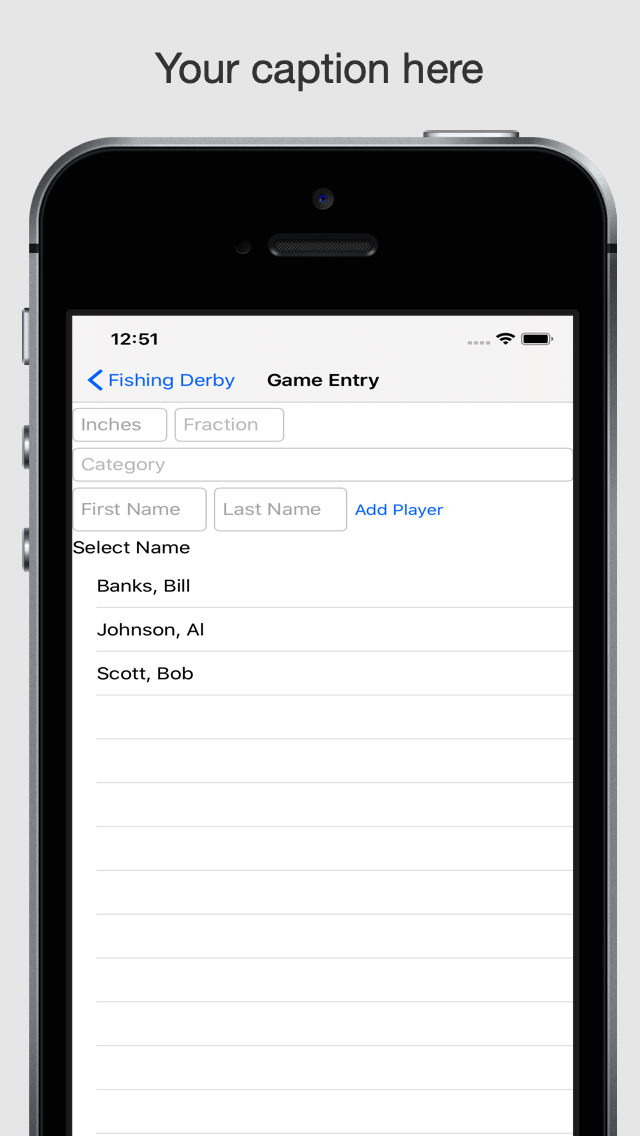 Your caption here
12:51
Fishing Derby Game Entry
Inches Fraction
Category
First Name Last Name Add Player
Select Name
Banks, Bill
Johnson, Al
Scott, Bob